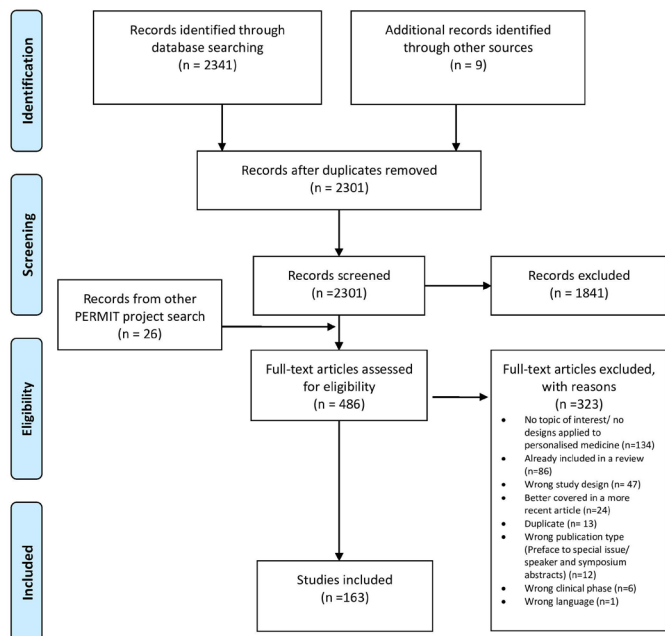 Identification
Records identified through
database searching
(n = 2341)
Additional records identified
through other sources
(n = 9)
Records after duplicates removed
(n = 2301)
Screening
Records screened
(n =2301)
Records excluded
(n = 1841)
Records from other
PERMIT project search
(n = 26)
Eligibility
Full-text articles assessed
for eligibility
(n = 486)
Full-text articles excluded,
with reasons
(n =323)
• No topic of interest/ no
designs applied to
personalised medicine (n=134)
• Already included in a review
(n=86)
• Wrong study design (n= 47)
• Better covered in a more
recent article (n=24)
• Duplicate (n= 13)
• Wrong publication type
(Preface to special issue/
speaker and symposium
abstracts) (n=12)
• Wrong clinical phase (n=6)
• Wrong language (n=1)
Included
Studies included
(n =163)